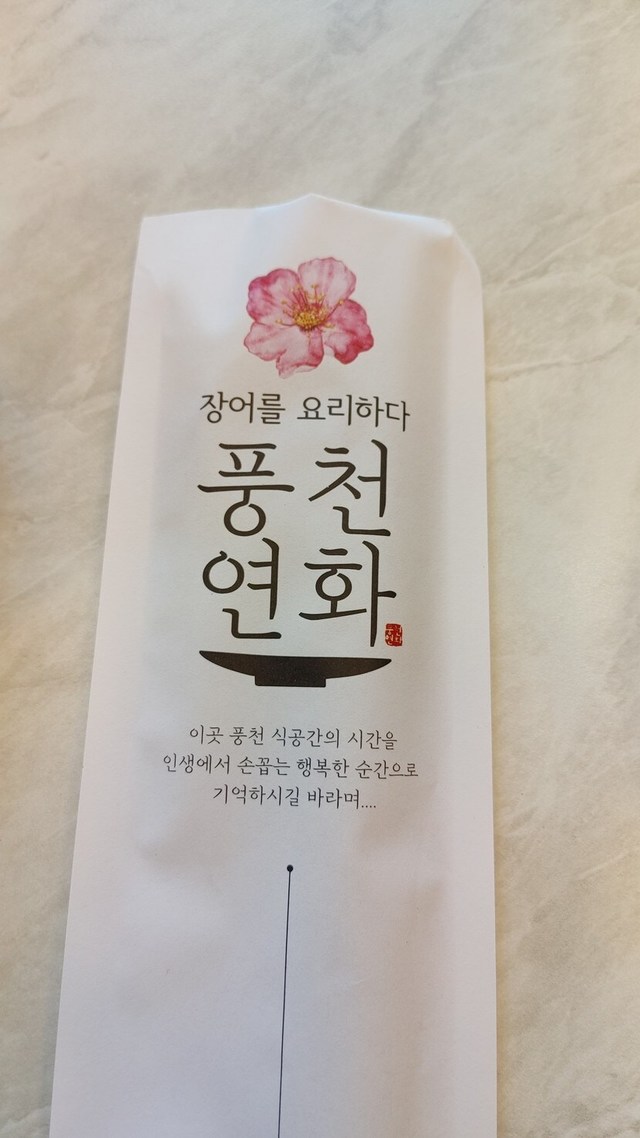 장어를 요리하다
풍천
연화
이곳 풍천 식공간의 시간을
인생에서 손꼽는 행복한 순간으로
기억하시길 바라며....